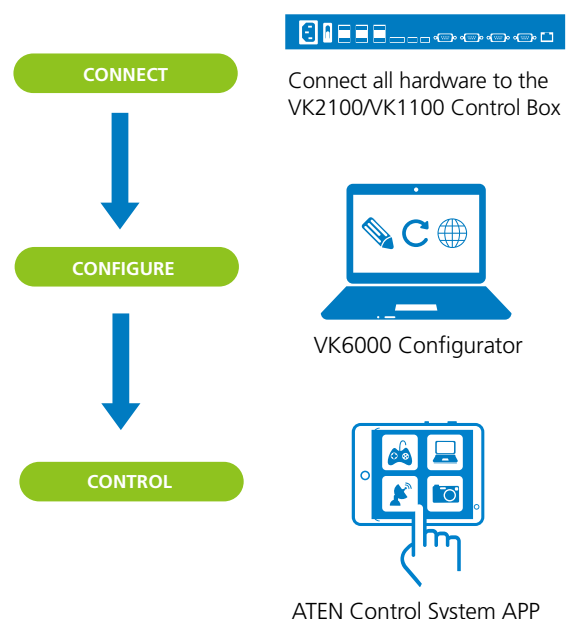 CONNECT
Connect all hardware to the
VK2100/VK1100 Control Box
CONFIGURE
VK6000 Configurator
CONTROL
ATEN Control System APP